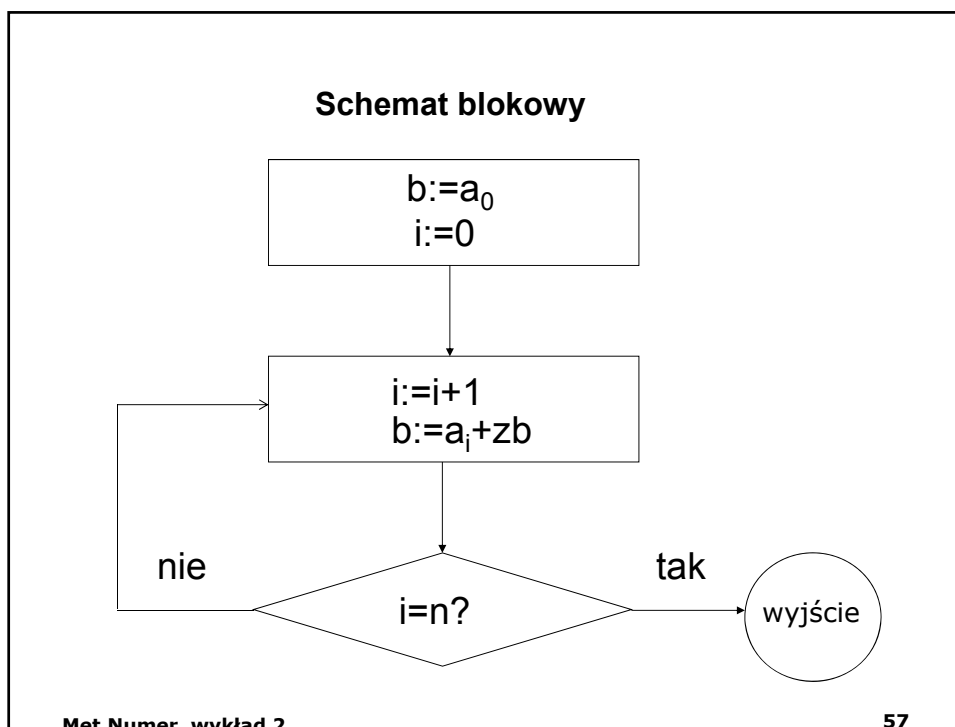 Schemat blokowy
b:=a₀
i:=0
i:=i+1
b:=aᵢ+zb
nie
tak
i=n?
wyjście
Met.Numer. wykład 2
57